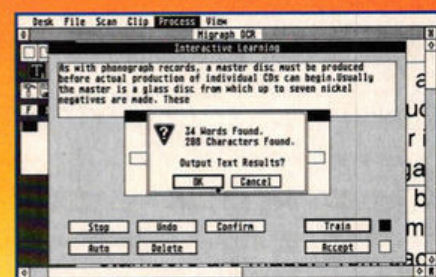 Desk File Scan Clip Process View
Migraph OCR
Interactive Learning
As with phonograph records, a master disc must be produced
before actual production of individual CDs can begin.Usually
the master is a glass disc from which up to seven nickel
negatives are made. These
34 Words Found.
288 Characters Found.
Output Text Results?
OK Cancel
Stop Undo Confirm Train
Auto Delete Accept